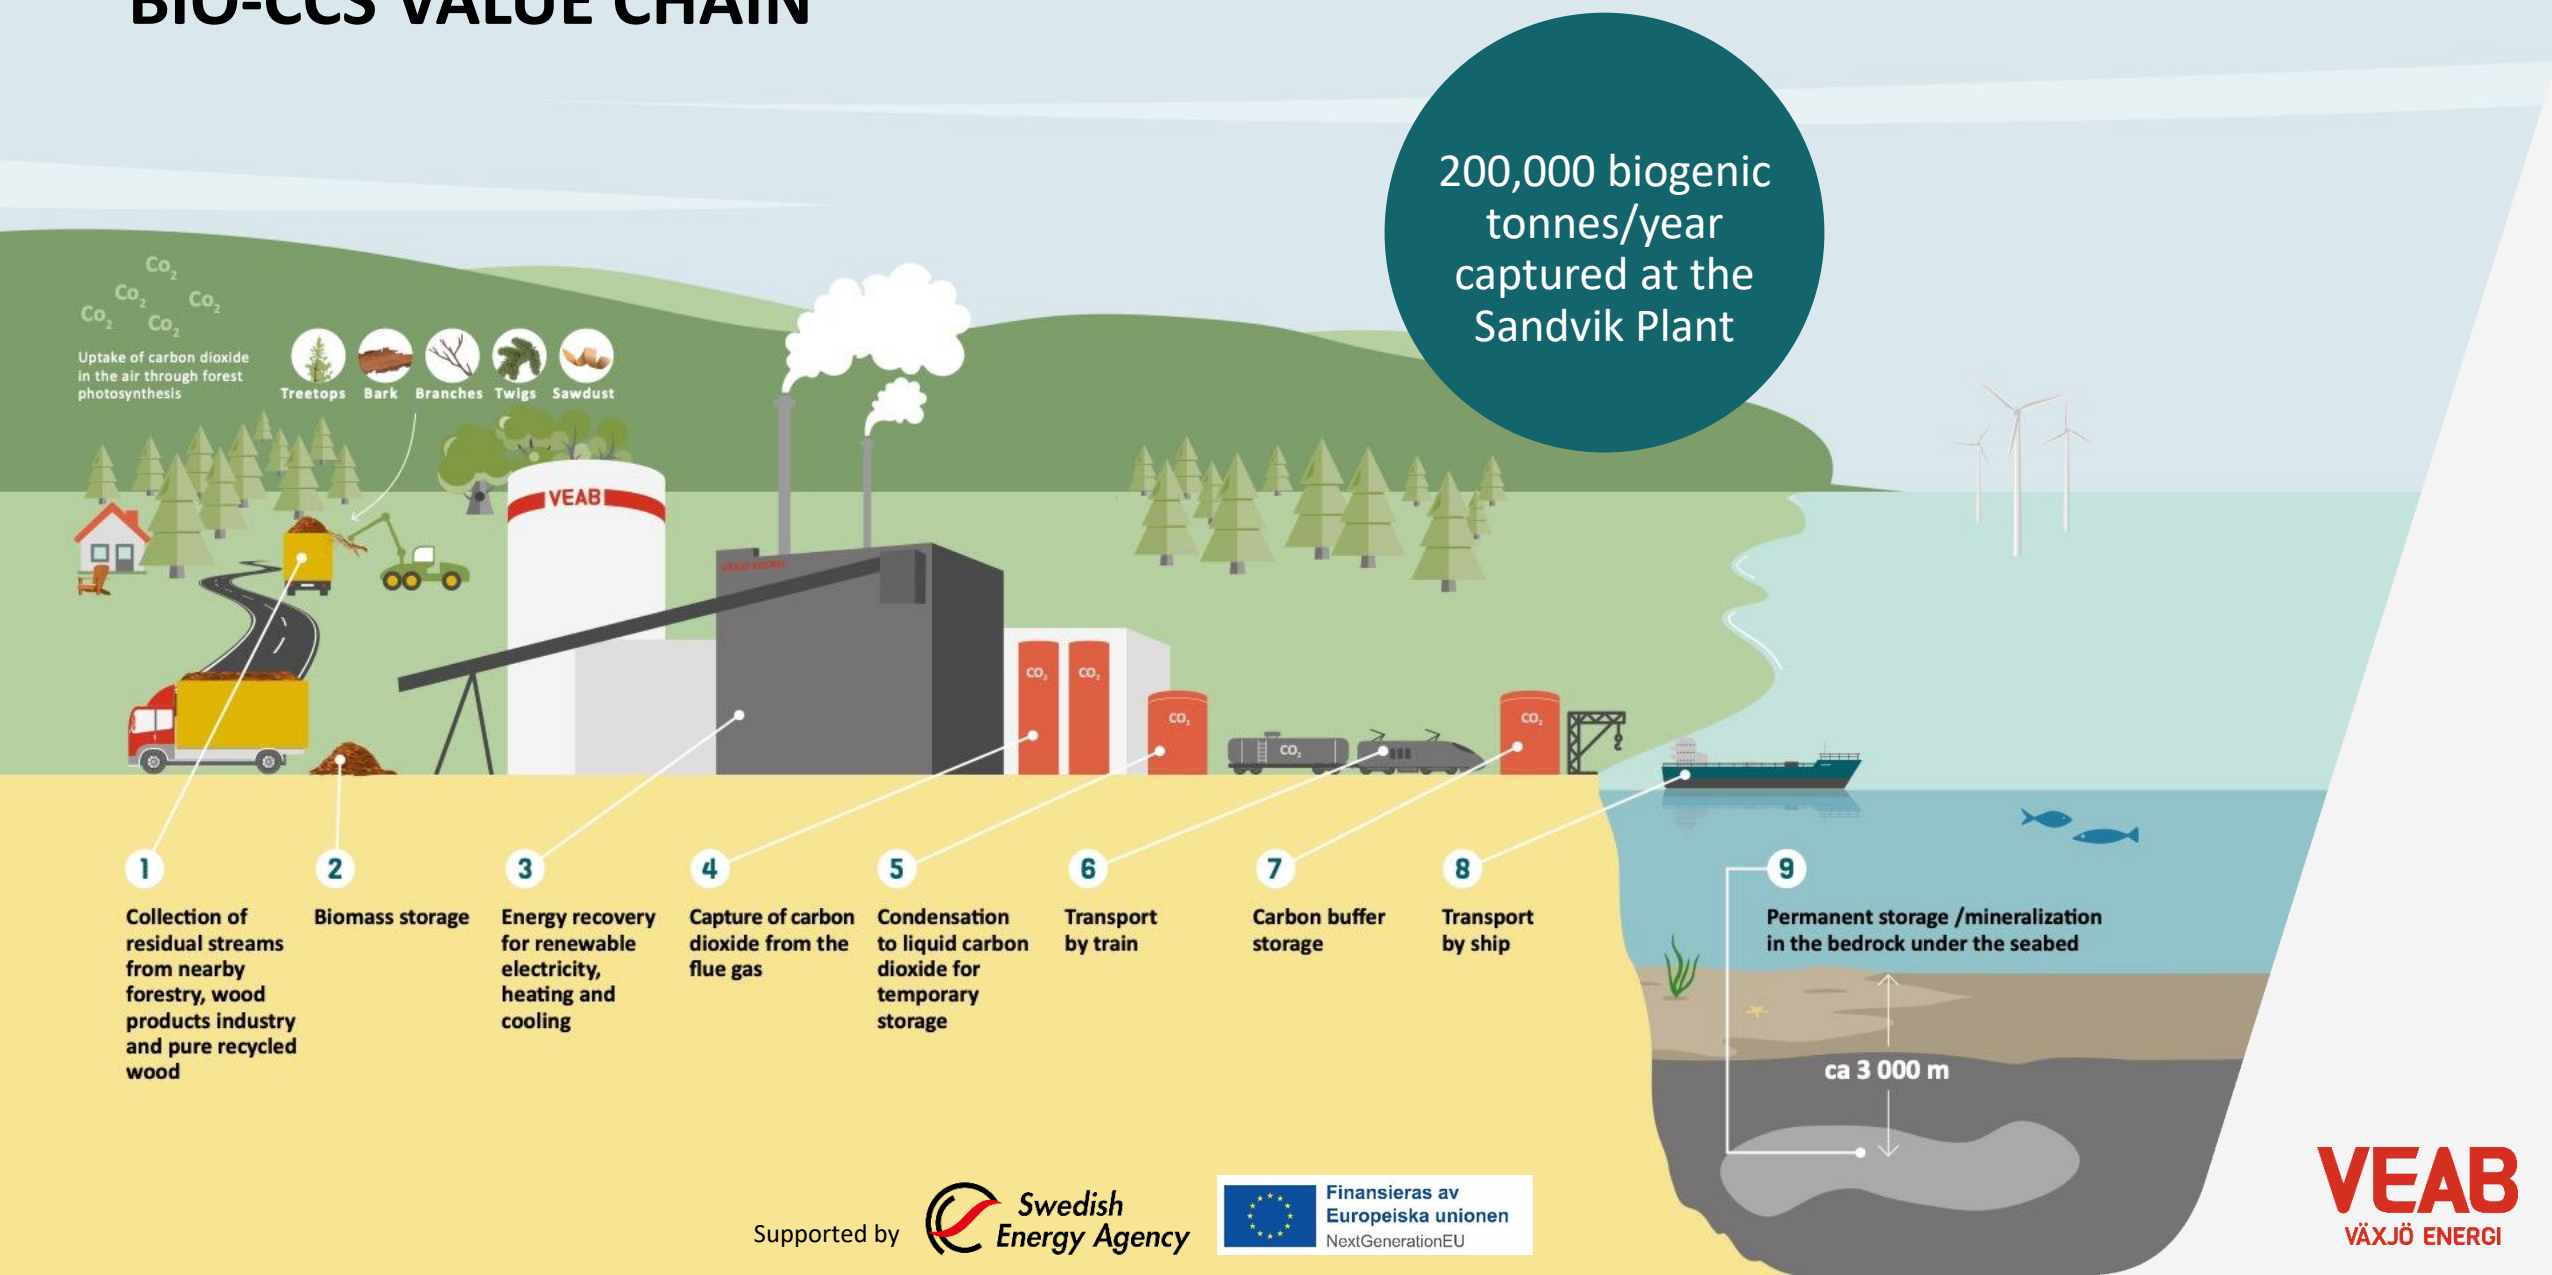 BIO-CCS VALUE CHAIN
200,000 biogenic
tonnes/year
captured at the
Sandvik Plant
Co2
Co2
Co2
Co2
Co2
Uptake of carbon dioxide
in the air through forest
photosynthesis
Treetops Bark Branches Twigs Sawdust
VEAB
VÄXJÖ ENERGI
CO2
CO2
CO2
CO2
CO2
1
Collection of
residual streams
from nearby
forestry, wood
products industry
and pure recycled
wood
2
Biomass storage
3
Energy recovery
for renewable
electricity,
heating and
cooling
4
Capture of carbon
dioxide from the
flue gas
5
Condensation
to liquid carbon
dioxide for
temporary
storage
6
Transport
by train
7
Carbon buffer
storage
8
Transport
by ship
9
Permanent storage /mineralization
in the bedrock under the seabed
ca 3 000 m
Supported by
Swedish
Energy Agency
Finansieras av
Europeiska unionen
NextGenerationEU
VEAB
VÄXJÖ ENERGI